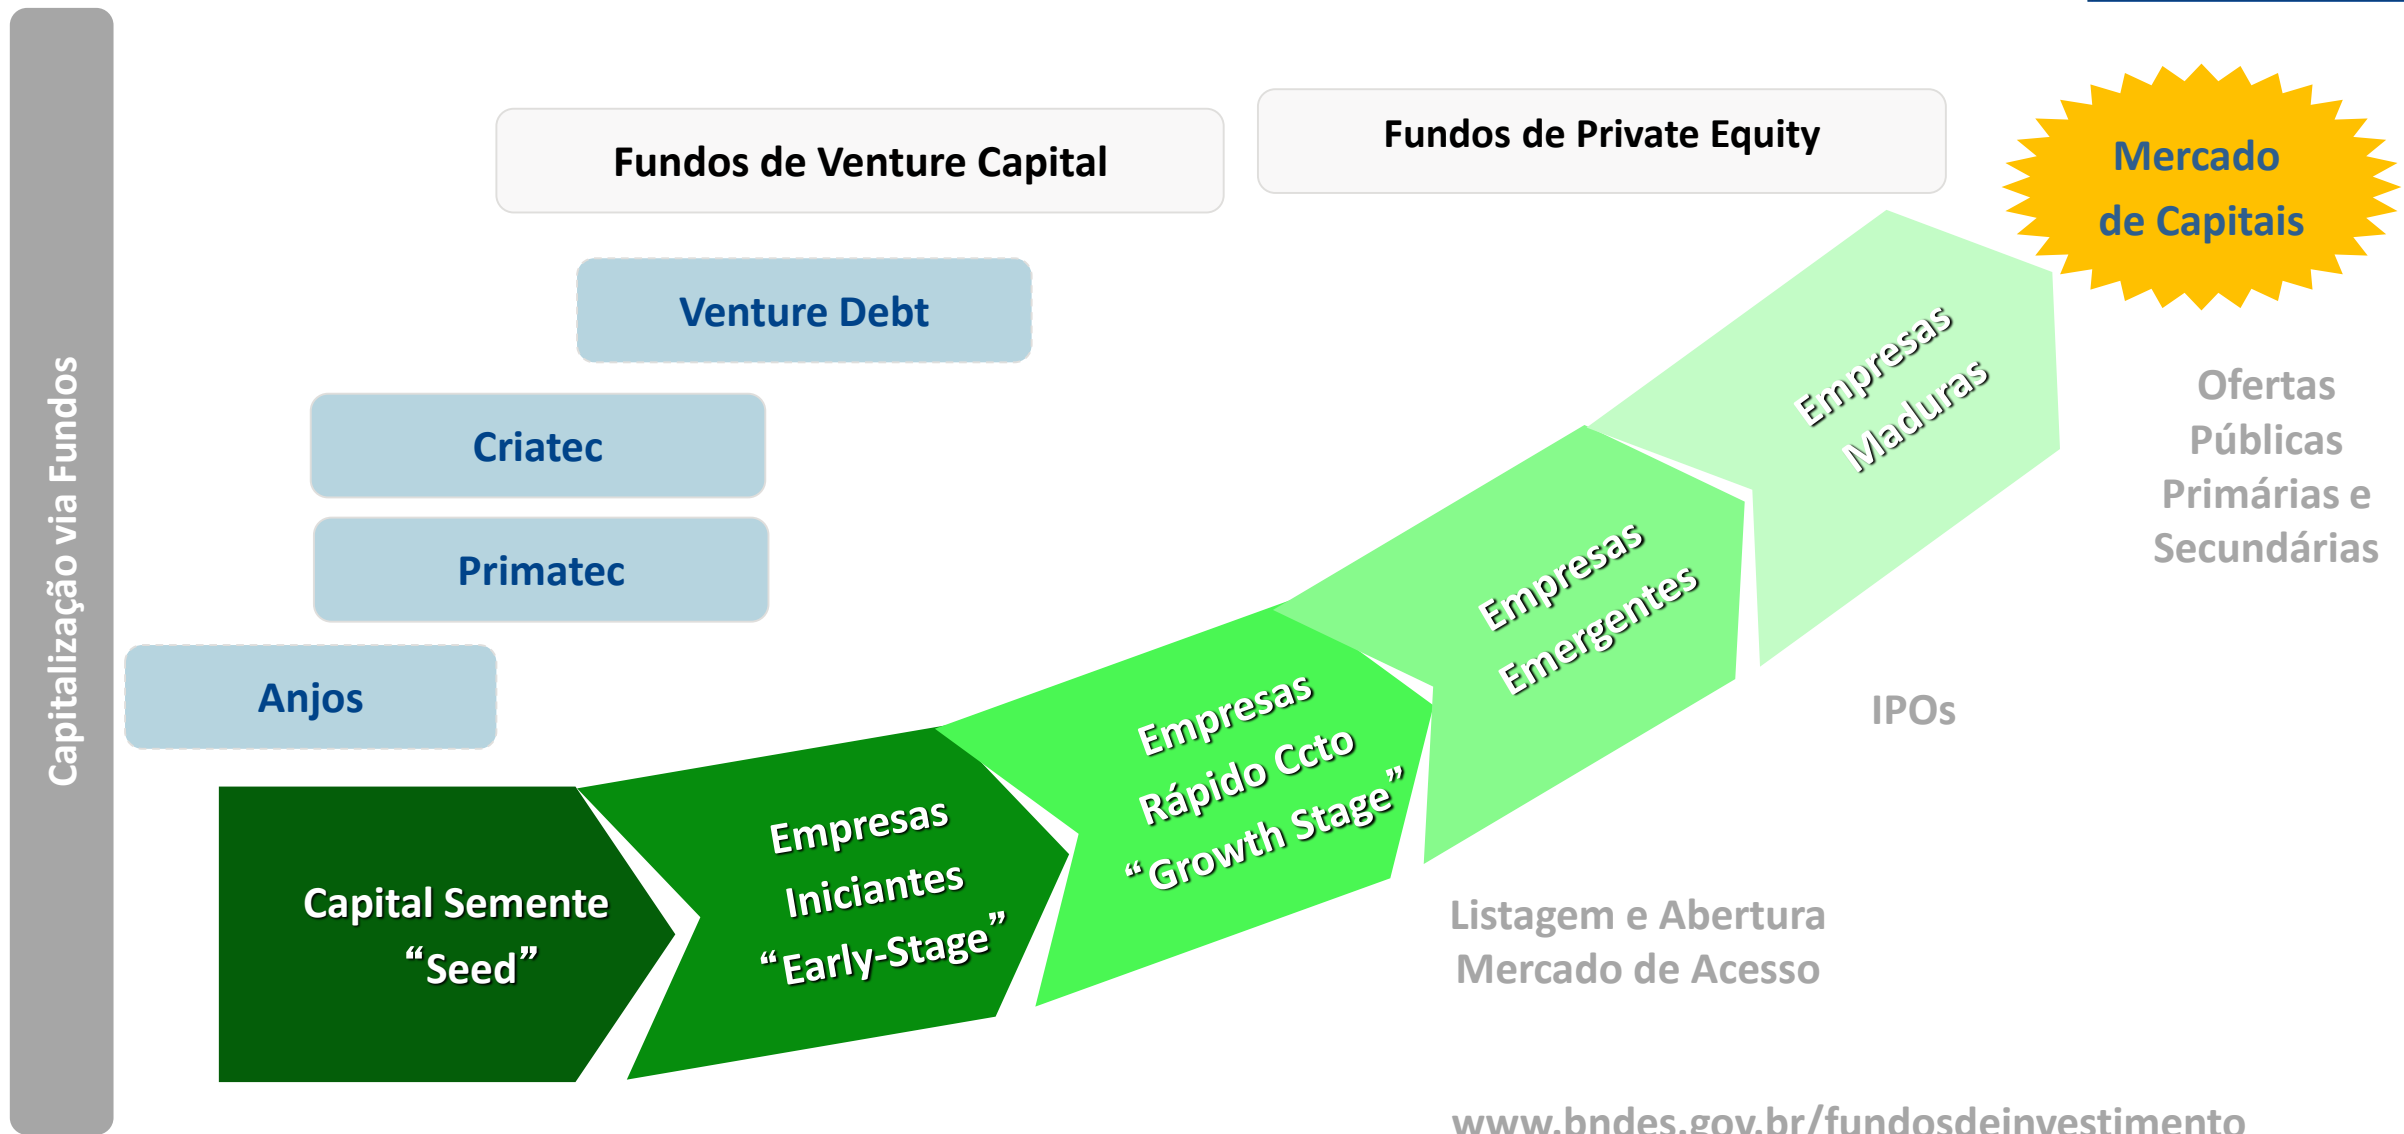 Capitalização via Fundos
Fundos de Venture Capital
Fundos de Private Equity
Mercado
de Capitais
Venture Debt
Criatec
Primatec
Anjos
Capital Semente
“Seed”
Empresas
Iniciantes
“Early-Stage”
Empresas
Rápido Ccto
“Growth Stage”
Empresas
Emergentes
Empresas
Maduras
Ofertas
Públicas
Primárias e
Secundárias
IPOs
Listagem e Abertura
Mercado de Acesso
www.bndes.gov.br/fundosdeinvestimento